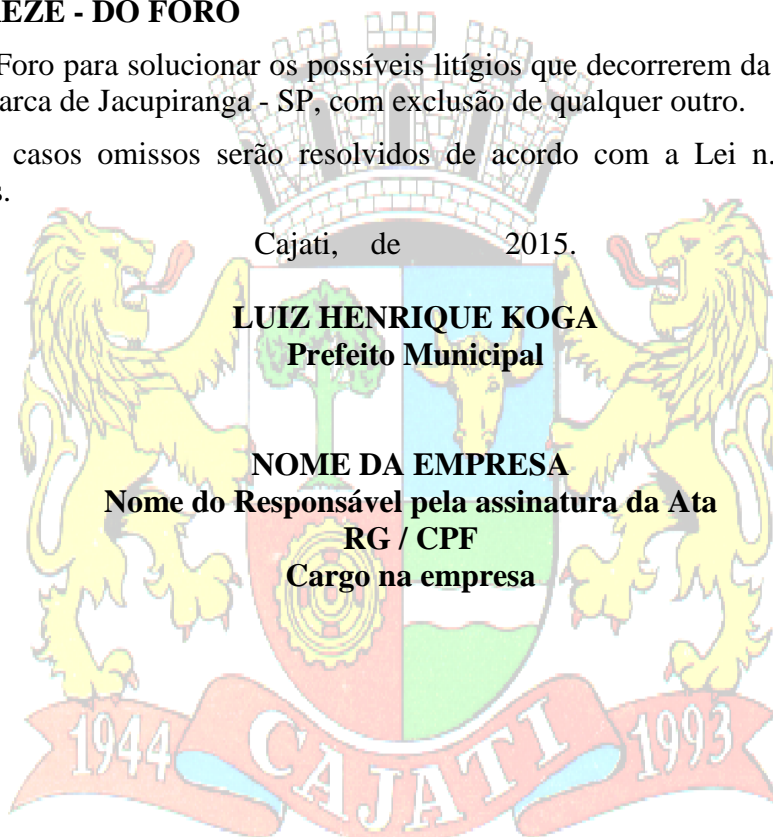 EZE - DO FORO
Foro para solucionar os possíveis litígios que decorrerem da
arca de Jacupiranga - SP, com exclusão de qualquer outro.
casos omissos serão resolvidos de acordo com a Lei n.
s.
Cajati, de 2015.
LUIZ HENRIQUE KOGA
Prefeito Municipal
NOME DA EMPRESA
Nome do Responsável pela assinatura da Ata
RG / CPF
Cargo na empresa
1944 CAJATI 1993